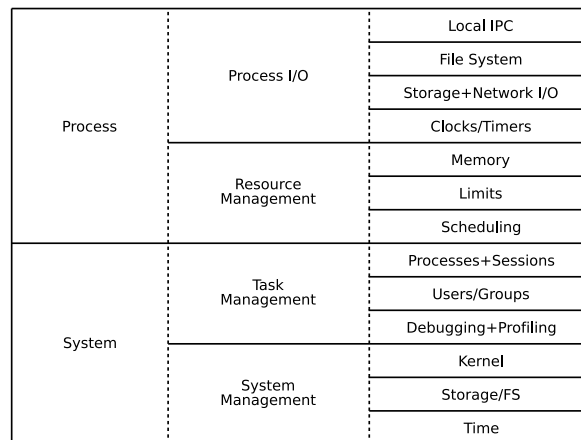 Process
Process I/O
Local IPC
File System
Storage+Network I/O
Clocks/Timers
Resource
Management
Memory
Limits
Scheduling
System
Task
Management
Processes+Sessions
Users/Groups
Debugging+Profiling
System
Management
Kernel
Storage/FS
Time